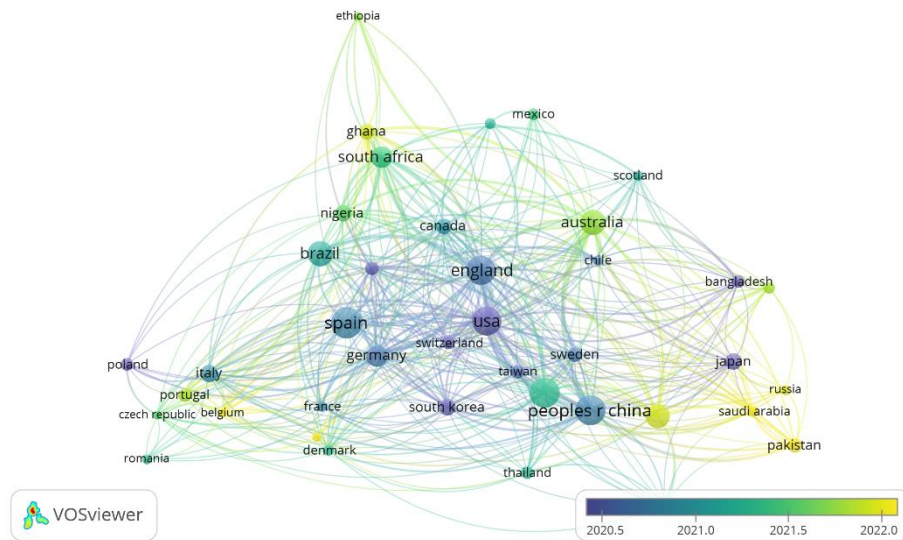 ethiopia
mexico
ghana
south africa
scotland
nigeria
australia
canada
brazil
chile
england
bangladesh
spain
usa
switzerland
germany
sweden
japan
poland
italy
taiwan
russia
portugal
france
south korea
peoples r china
saudi arabia
czech republic
belgium
denmark
pakistan
romania
thailand
VOSviewer
2020.5 2021.0 2021.5 2022.0